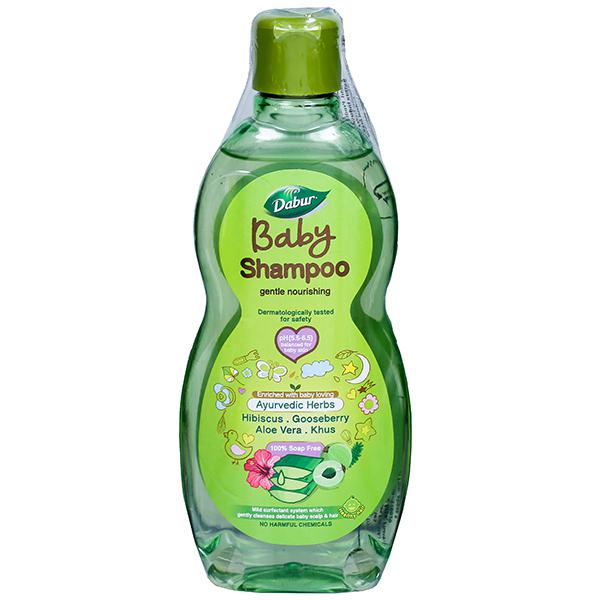 Dabur
Baby
Shampoo
gentle nourishing
Dermatologically tested
for safety
pH(5.5-6.5)
balanced for
baby skin
Enriched with baby loving
Ayurvedic Herbs
Hibiscus . Gooseberry
Aloe Vera . Khus
100% Soap Free
Mild surfactant system which
gently cleanses delicate baby scalp & hair
NO HARMFUL CHEMICALS